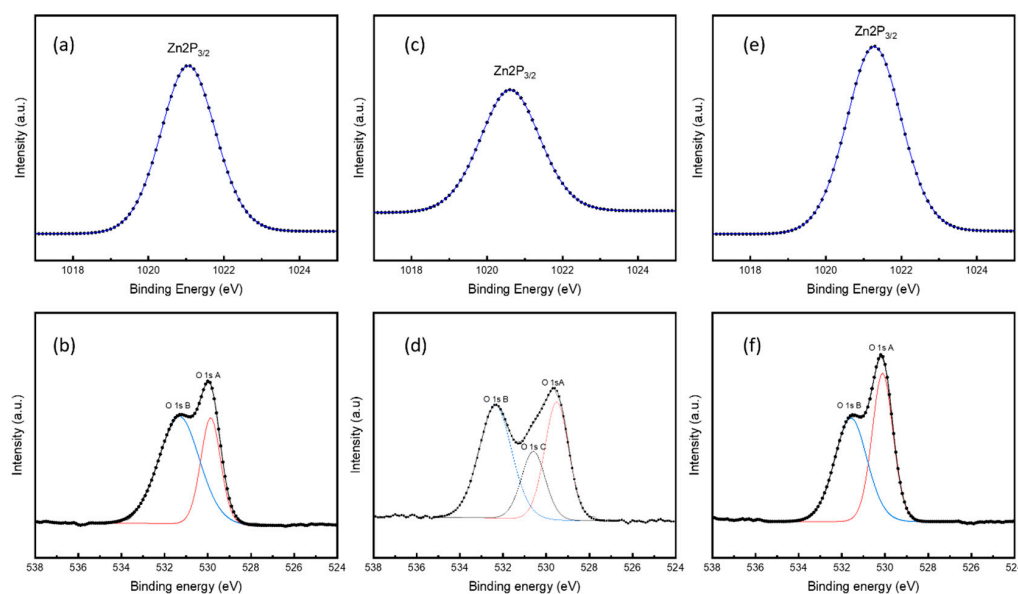 (a)
Zn2P3/2
Intensity (a.u.)
1018 1020 1022 1024
Binding Energy (eV)
(c)
Zn2P3/2
Intensity (a.u.)
1018 1020 1022 1024
Binding Energy (eV)
(e)
Zn2P3/2
Intensity (a.u.)
1018 1020 1022 1024
Binding Energy (eV)
(b)
O 1s A
O 1s B
Intensity (a.u.)
538 536 534 532 530 528 526 524
Binding energy (eV)
(d)
O 1sA
O 1s B
O 1s C
Intensity (a.u)
538 536 534 532 530 528 526 524
Binding energy (eV)
(f)
O 1s A
O 1s B
Intensity (a.u.)
538 536 534 532 530 528 526 524
Binding energy (eV)